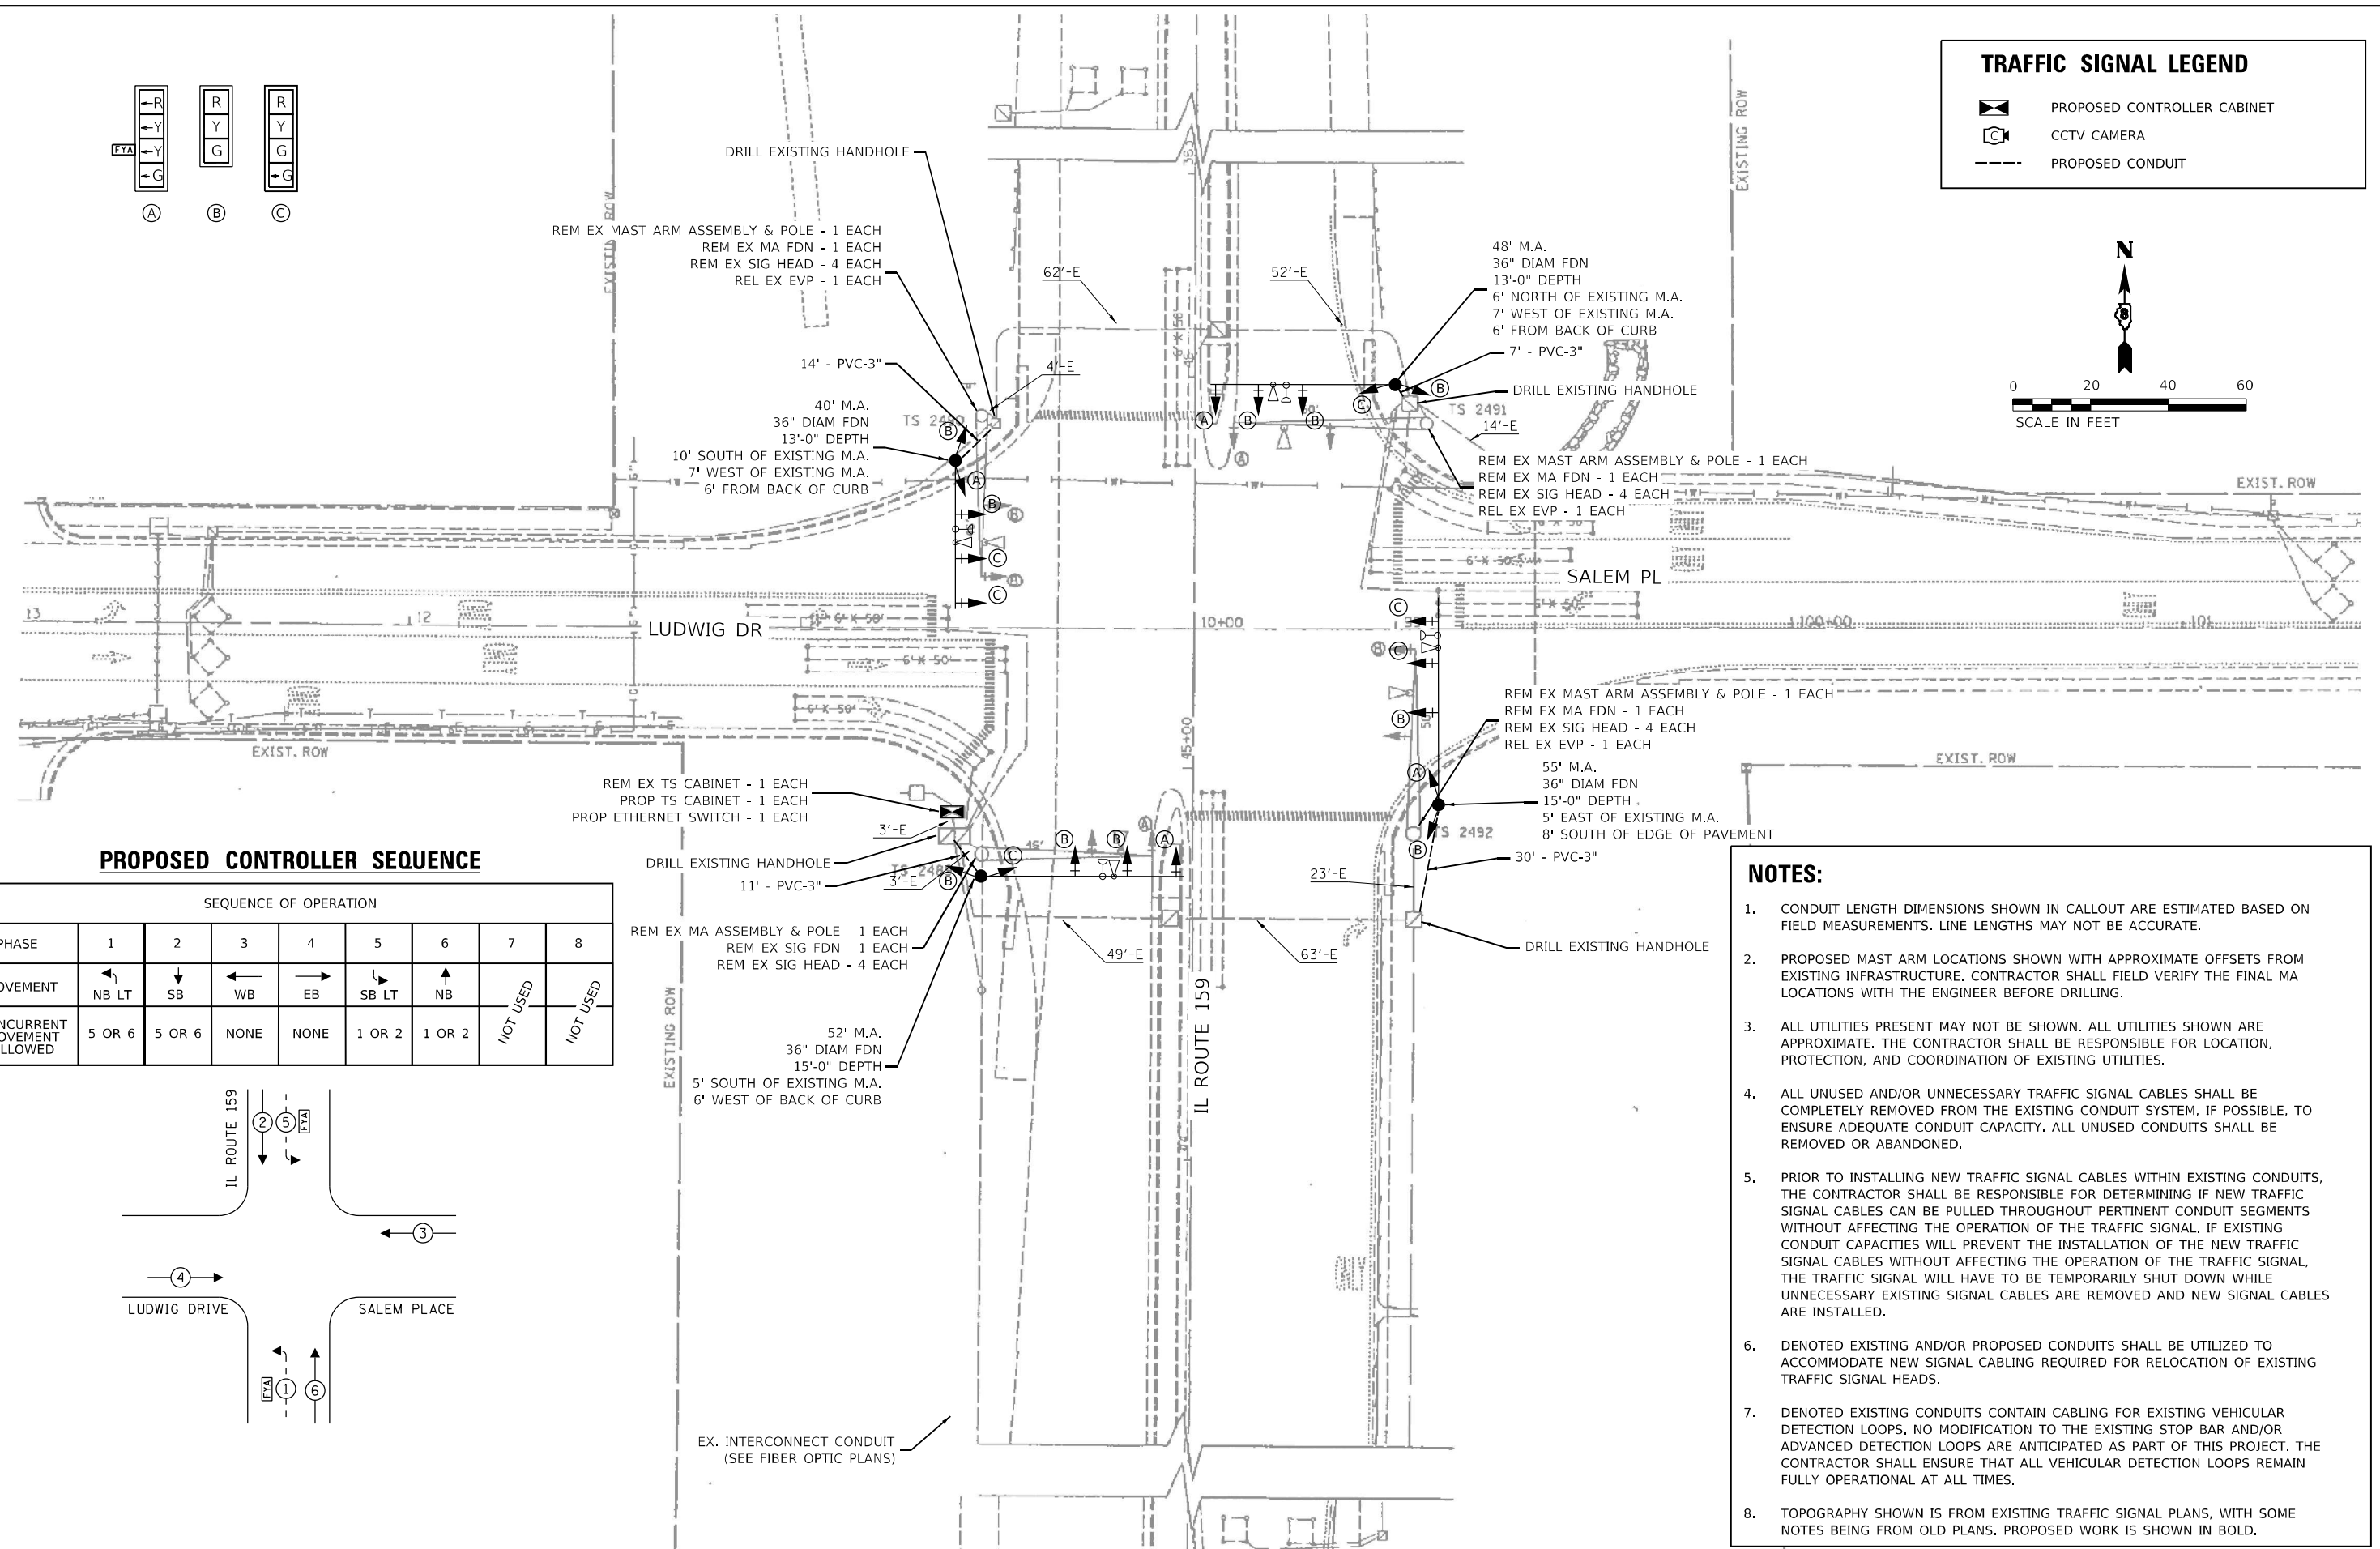 TRAFFIC SIGNAL LEGEND
PROPOSED CONTROLLER CABINET
C
CCTV CAMERA
PROPOSED CONDUIT
←R
←Y
FYA ←Y
←G
A
R
Y
G
B
R
Y
G
←G
C
N
0 20 40 60
SCALE IN FEET
EXISTING ROW
EXISTING ROW
DRILL EXISTING HANDHOLE
REM EX MAST ARM ASSEMBLY & POLE - 1 EACH
REM EX MA FDN - 1 EACH
REM EX SIG HEAD - 4 EACH
REL EX EVP - 1 EACH
62'-E
52'-E
4'-E
14' - PVC-3"
40' M.A.
36" DIAM FDN
13'-0" DEPTH
10' SOUTH OF EXISTING M.A.
7' WEST OF EXISTING M.A.
6' FROM BACK OF CURB
48' M.A.
36" DIAM FDN
13'-0" DEPTH
6' NORTH OF EXISTING M.A.
7' WEST OF EXISTING M.A.
6' FROM BACK OF CURB
7' - PVC-3"
DRILL EXISTING HANDHOLE
TS 2491
14'-E
REM EX MAST ARM ASSEMBLY & POLE - 1 EACH
REM EX MA FDN - 1 EACH
REM EX SIG HEAD - 4 EACH
REL EX EVP - 1 EACH
EXIST. ROW
SALEM PL
6' X 50'
LUDWIG DR
6' X 50'
6' X 50'
6' X 50'
13
12
10+00
100+00
101
EXIST. ROW
REM EX MAST ARM ASSEMBLY & POLE - 1 EACH
REM EX MA FDN - 1 EACH
REM EX SIG HEAD - 4 EACH
REL EX EVP - 1 EACH
EXIST. ROW
55' M.A.
36" DIAM FDN
15'-0" DEPTH
5' EAST OF EXISTING M.A.
8' SOUTH OF EDGE OF PAVEMENT
TS 2492
30' - PVC-3"
23'-E
DRILL EXISTING HANDHOLE
REM EX TS CABINET - 1 EACH
PROP TS CABINET - 1 EACH
PROP ETHERNET SWITCH - 1 EACH
3'-E
DRILL EXISTING HANDHOLE
11' - PVC-3"
3'-E
REM EX MA ASSEMBLY & POLE - 1 EACH
REM EX SIG FDN - 1 EACH
REM EX SIG HEAD - 4 EACH
49'-E
63'-E
45+00
IL ROUTE 159
EXISTING ROW
52' M.A.
36" DIAM FDN
15'-0" DEPTH
5' SOUTH OF EXISTING M.A.
6' WEST OF BACK OF CURB
EX. INTERCONNECT CONDUIT
(SEE FIBER OPTIC PLANS)
PROPOSED CONTROLLER SEQUENCE
SEQUENCE OF OPERATION
PHASE 1 2 3 4 5 6 7 8
OVEMENT NB LT SB WB EB SB LT NB NOT USED NOT USED
NCURRENT
OVEMENT
LLOWED
5 OR 6 5 OR 6 NONE NONE 1 OR 2 1 OR 2
IL ROUTE 159
2 5 FYA
3
4
LUDWIG DRIVE SALEM PLACE
FYA 1 6
NOTES:
1. CONDUIT LENGTH DIMENSIONS SHOWN IN CALLOUT ARE ESTIMATED BASED ON
FIELD MEASUREMENTS. LINE LENGTHS MAY NOT BE ACCURATE.
2. PROPOSED MAST ARM LOCATIONS SHOWN WITH APPROXIMATE OFFSETS FROM
EXISTING INFRASTRUCTURE. CONTRACTOR SHALL FIELD VERIFY THE FINAL MA
LOCATIONS WITH THE ENGINEER BEFORE DRILLING.
3. ALL UTILITIES PRESENT MAY NOT BE SHOWN. ALL UTILITIES SHOWN ARE
APPROXIMATE. THE CONTRACTOR SHALL BE RESPONSIBLE FOR LOCATION,
PROTECTION, AND COORDINATION OF EXISTING UTILITIES.
4. ALL UNUSED AND/OR UNNECESSARY TRAFFIC SIGNAL CABLES SHALL BE
COMPLETELY REMOVED FROM THE EXISTING CONDUIT SYSTEM, IF POSSIBLE, TO
ENSURE ADEQUATE CONDUIT CAPACITY. ALL UNUSED CONDUITS SHALL BE
REMOVED OR ABANDONED.
5. PRIOR TO INSTALLING NEW TRAFFIC SIGNAL CABLES WITHIN EXISTING CONDUITS,
THE CONTRACTOR SHALL BE RESPONSIBLE FOR DETERMINING IF NEW TRAFFIC
SIGNAL CABLES CAN BE PULLED THROUGHOUT PERTINENT CONDUIT SEGMENTS
WITHOUT AFFECTING THE OPERATION OF THE TRAFFIC SIGNAL. IF EXISTING
CONDUIT CAPACITIES WILL PREVENT THE INSTALLATION OF THE NEW TRAFFIC
SIGNAL CABLES WITHOUT AFFECTING THE OPERATION OF THE TRAFFIC SIGNAL,
THE TRAFFIC SIGNAL WILL HAVE TO BE TEMPORARILY SHUT DOWN WHILE
UNNECESSARY EXISTING SIGNAL CABLES ARE REMOVED AND NEW SIGNAL CABLES
ARE INSTALLED.
6. DENOTED EXISTING AND/OR PROPOSED CONDUITS SHALL BE UTILIZED TO
ACCOMMODATE NEW SIGNAL CABLING REQUIRED FOR RELOCATION OF EXISTING
TRAFFIC SIGNAL HEADS.
7. DENOTED EXISTING CONDUITS CONTAIN CABLING FOR EXISTING VEHICULAR
DETECTION LOOPS. NO MODIFICATION TO THE EXISTING STOP BAR AND/OR
ADVANCED DETECTION LOOPS ARE ANTICIPATED AS PART OF THIS PROJECT. THE
CONTRACTOR SHALL ENSURE THAT ALL VEHICULAR DETECTION LOOPS REMAIN
FULLY OPERATIONAL AT ALL TIMES.
8. TOPOGRAPHY SHOWN IS FROM EXISTING TRAFFIC SIGNAL PLANS, WITH SOME
NOTES BEING FROM OLD PLANS. PROPOSED WORK IS SHOWN IN BOLD.